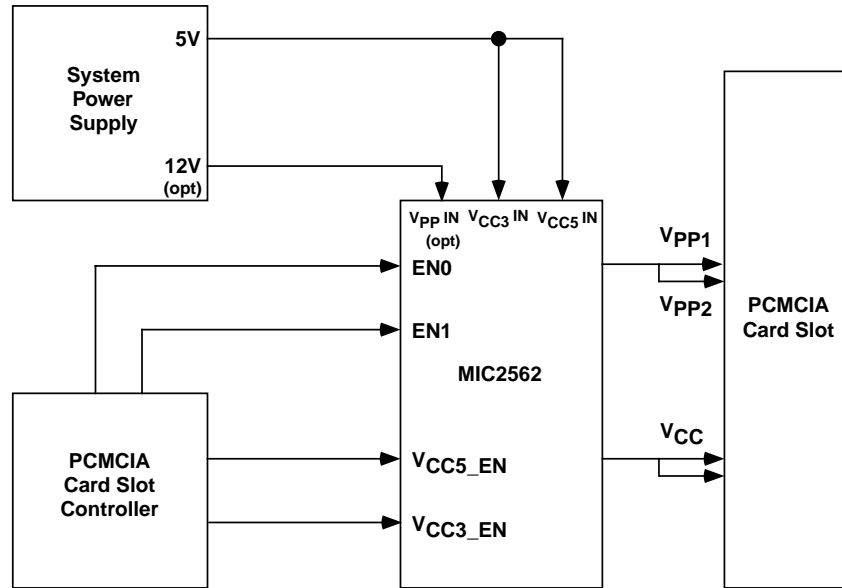 5V
System
Power
Supply
12V
(opt)
VPP IN
(opt)
VCC3 IN
VCC5 IN
EN0
EN1
MIC2562
VCC5_EN
VCC3_EN
VPP1
VPP2
VCC
PCMCIA
Card Slot
PCMCIA
Card Slot
Controller